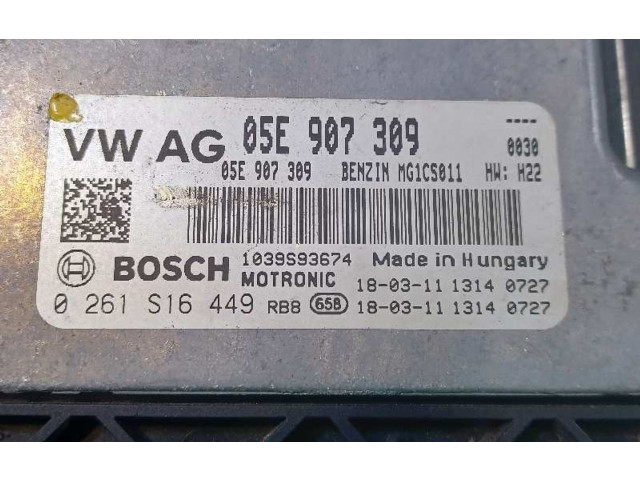 ----
VW AG 05E 907 309 0030
05E 907 309 BENZIN MG1CS011 HW: H22
BOSCH 1039S93674 Made in Hungary
MOTRONIC 18-03-11 1314 0727
0 261 S16 449 RB8 658 18-03-11 1314 0727